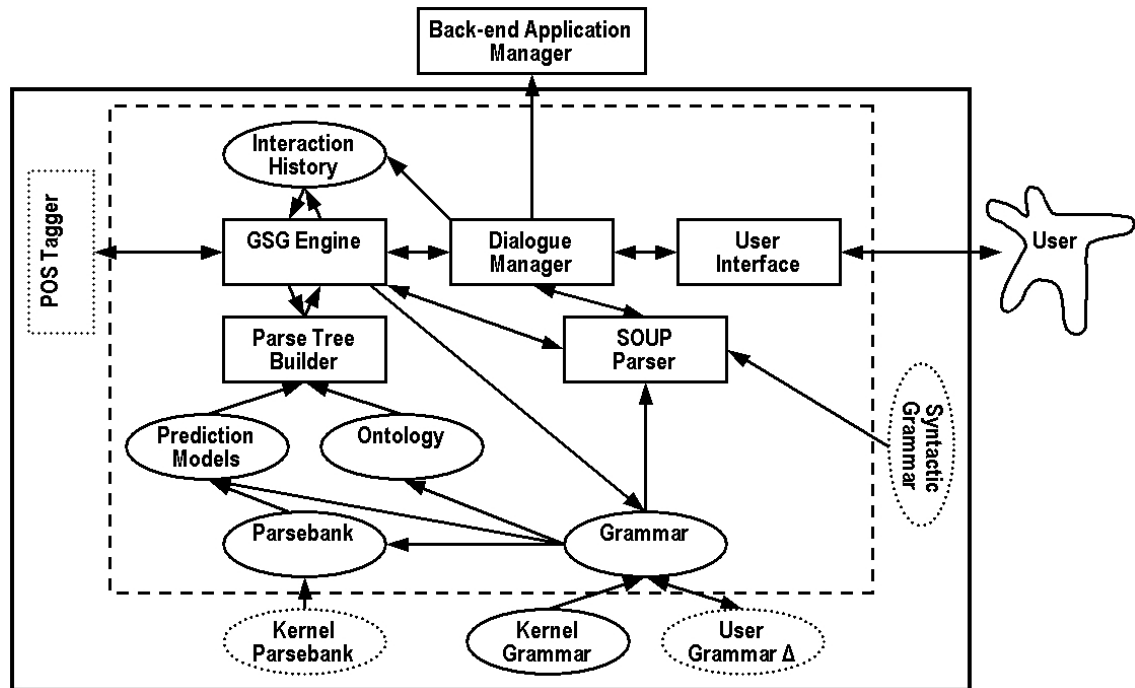 Back-end Application
Manager
Interaction
History
POS Tagger
GSG Engine
Dialogue
Manager
User
Interface
User
Parse Tree
Builder
SOUP
Parser
Syntactic
Grammar
Prediction
Models
Ontology
Parsebank
Grammar
Kernel
Parsebank
Kernel
Grammar
User
Grammar Δ